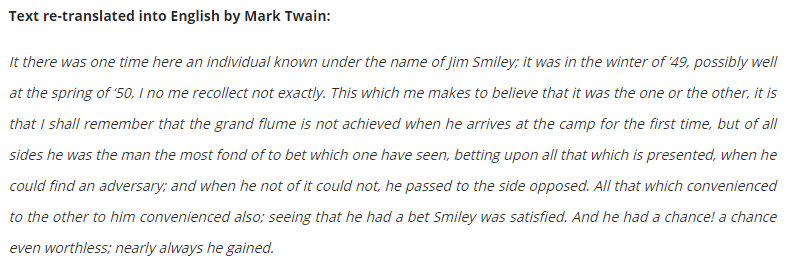 Text re-translated into English by Mark Twain:
It there was one time here an individual known under the name of Jim Smiley; it was in the winter of ‘49, possibly well
at the spring of ‘50, I no me recollect not exactly. This which me makes to believe that it was the one or the other, it is
that I shall remember that the grand flume is not achieved when he arrives at the camp for the first time, but of all
sides he was the man the most fond of to bet which one have seen, betting upon all that which is presented, when he
could find an adversary; and when he not of it could not, he passed to the side opposed. All that which convenienced
to the other to him convenienced also; seeing that he had a bet Smiley was satisfied. And he had a chance! a chance
even worthless; nearly always he gained.